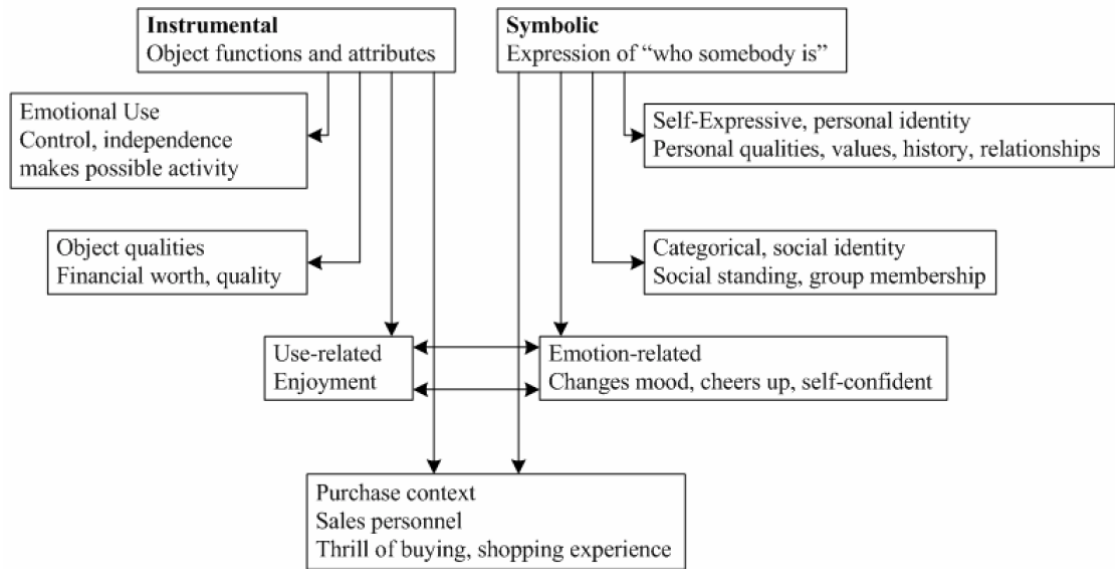 Instrumental
Object functions and attributes
Symbolic
Expression of “who somebody is”
Emotional Use
Control, independence
makes possible activity
Self-Expressive, personal identity
Personal qualities, values, history, relationships
Object qualities
Financial worth, quality
Categorical, social identity
Social standing, group membership
Use-related
Enjoyment
Emotion-related
Changes mood, cheers up, self-confident
Purchase context
Sales personnel
Thrill of buying, shopping experience